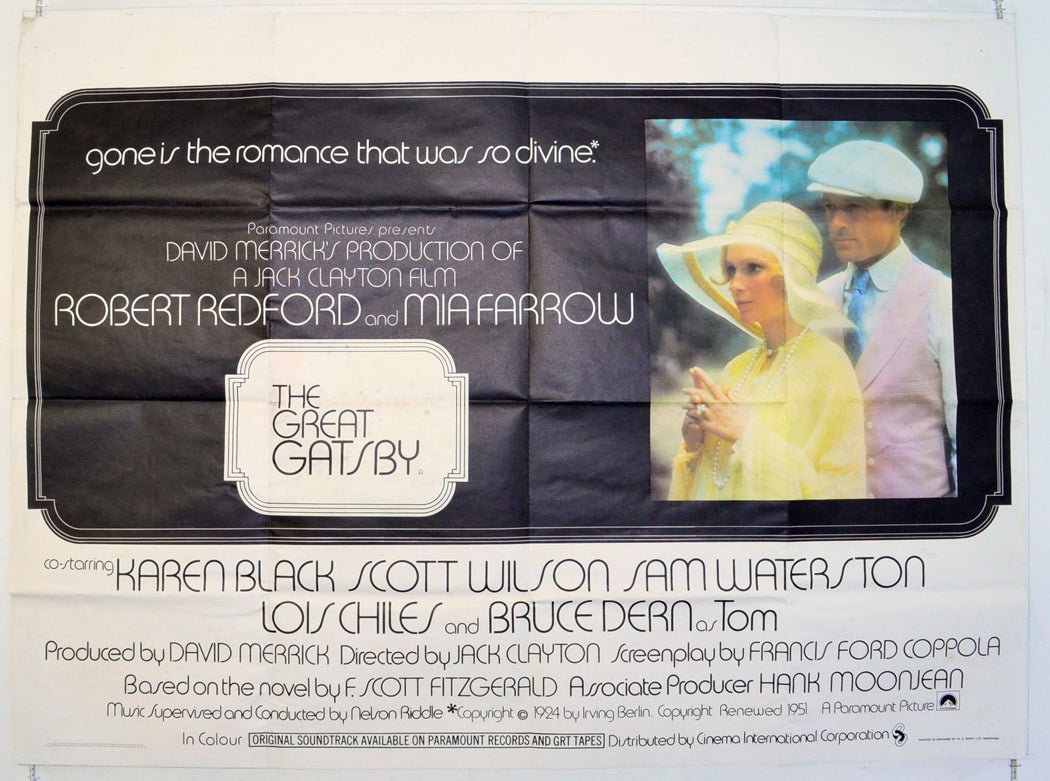 gone is the romance that was so divine.*
Paramount Pictures presents
DAVID MERRICK'S PRODUCTION OF
A JACK CLAYTON FILM
ROBERT REDFORD and MIA FARROW
THE
GREAT
GATSBY
co-starring KAREN BLACK SCOTT WILSON SAM WATERSTON
LOIS CHILES and BRUCE DERN as Tom
Produced by DAVID MERRICK Directed by JACK CLAYTON Screenplay by FRANCIS FORD COPPOLA
Based on the novel by F. SCOTT FITZGERALD Associate Producer HANK MOONJEAN
Music Supervised and Conducted by Nelson Riddle *Copyright © 1924 by Irving Berlin. Copyright Renewed 1951 A Paramount Picture
In Colour ORIGINAL SOUNDTRACK AVAILABLE ON PARAMOUNT RECORDS AND GRT TAPES Distributed by Cinema International Corporation